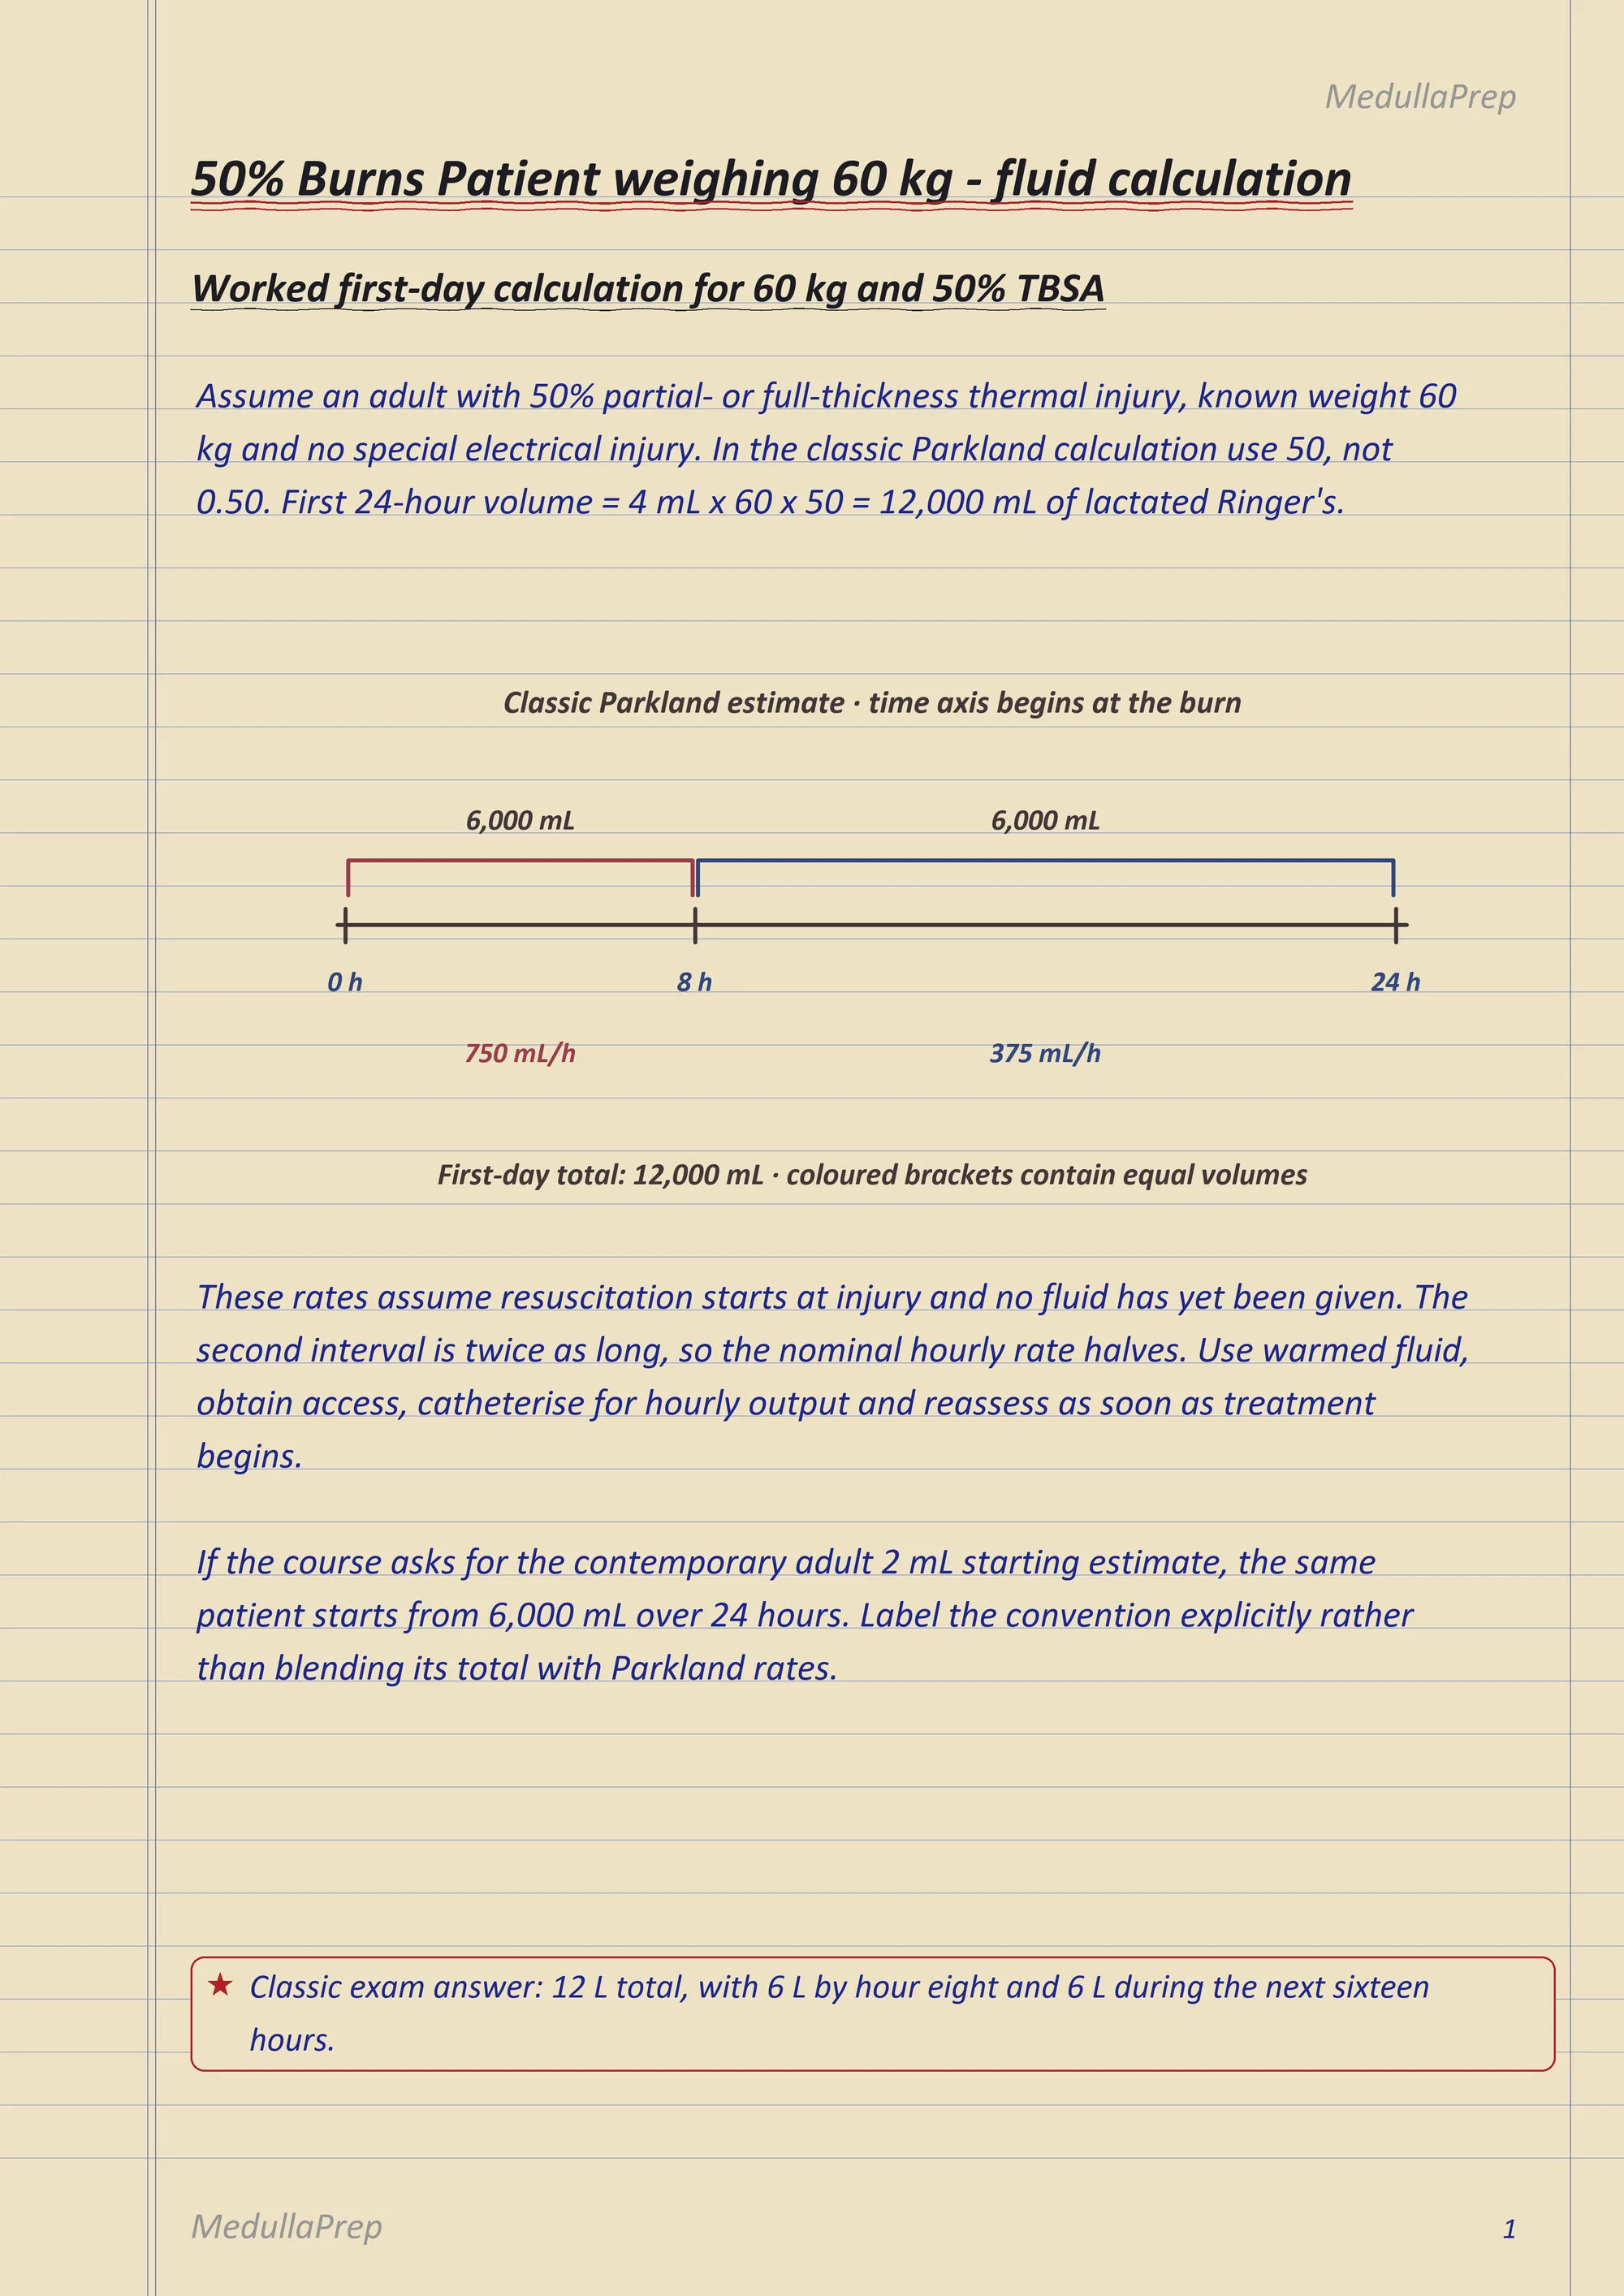 MedullaPrep
50% Burns Patient weighing 60 kg - fluid calculation
Worked first-day calculation for 60 kg and 50% TBSA
Assume an adult with 50% partial- or full-thickness thermal injury, known weight 60
kg and no special electrical injury. In the classic Parkland calculation use 50, not
0.50. First 24-hour volume = 4 mL x 60 x 50 = 12,000 mL of lactated Ringer's.
Classic Parkland estimate · time axis begins at the burn
6,000 mL 6,000 mL
0 h 8 h 24 h
750 mL/h 375 mL/h
First-day total: 12,000 mL · coloured brackets contain equal volumes
These rates assume resuscitation starts at injury and no fluid has yet been given. The
second interval is twice as long, so the nominal hourly rate halves. Use warmed fluid,
obtain access, catheterise for hourly output and reassess as soon as treatment
begins.
If the course asks for the contemporary adult 2 mL starting estimate, the same
patient starts from 6,000 mL over 24 hours. Label the convention explicitly rather
than blending its total with Parkland rates.
★ Classic exam answer: 12 L total, with 6 L by hour eight and 6 L during the next sixteen
hours.
MedullaPrep 1